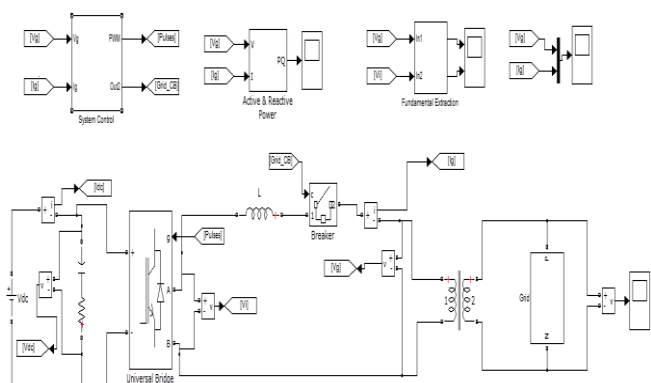 [Vg]
Vg
PWM
[Pulses]
[Ig]
Ig
Out2
[Grid_CB]
System Control
[Vg]
V
PQ
[Ig]
I
Active & Reactive
Power
[Vg]
In1
[Vi]
In2
Fundamental Extraction
[Vg]
[Ig]
[Grid_CB]
[Ig]
[Idc]
L
c
1
2
Breaker
i
i
g
[Pulses]
[Vg]
v
Vdc
v
A
v
[Vi]
1
2
Grid
P
N
v
[Vdc]
B
Universal Bridge